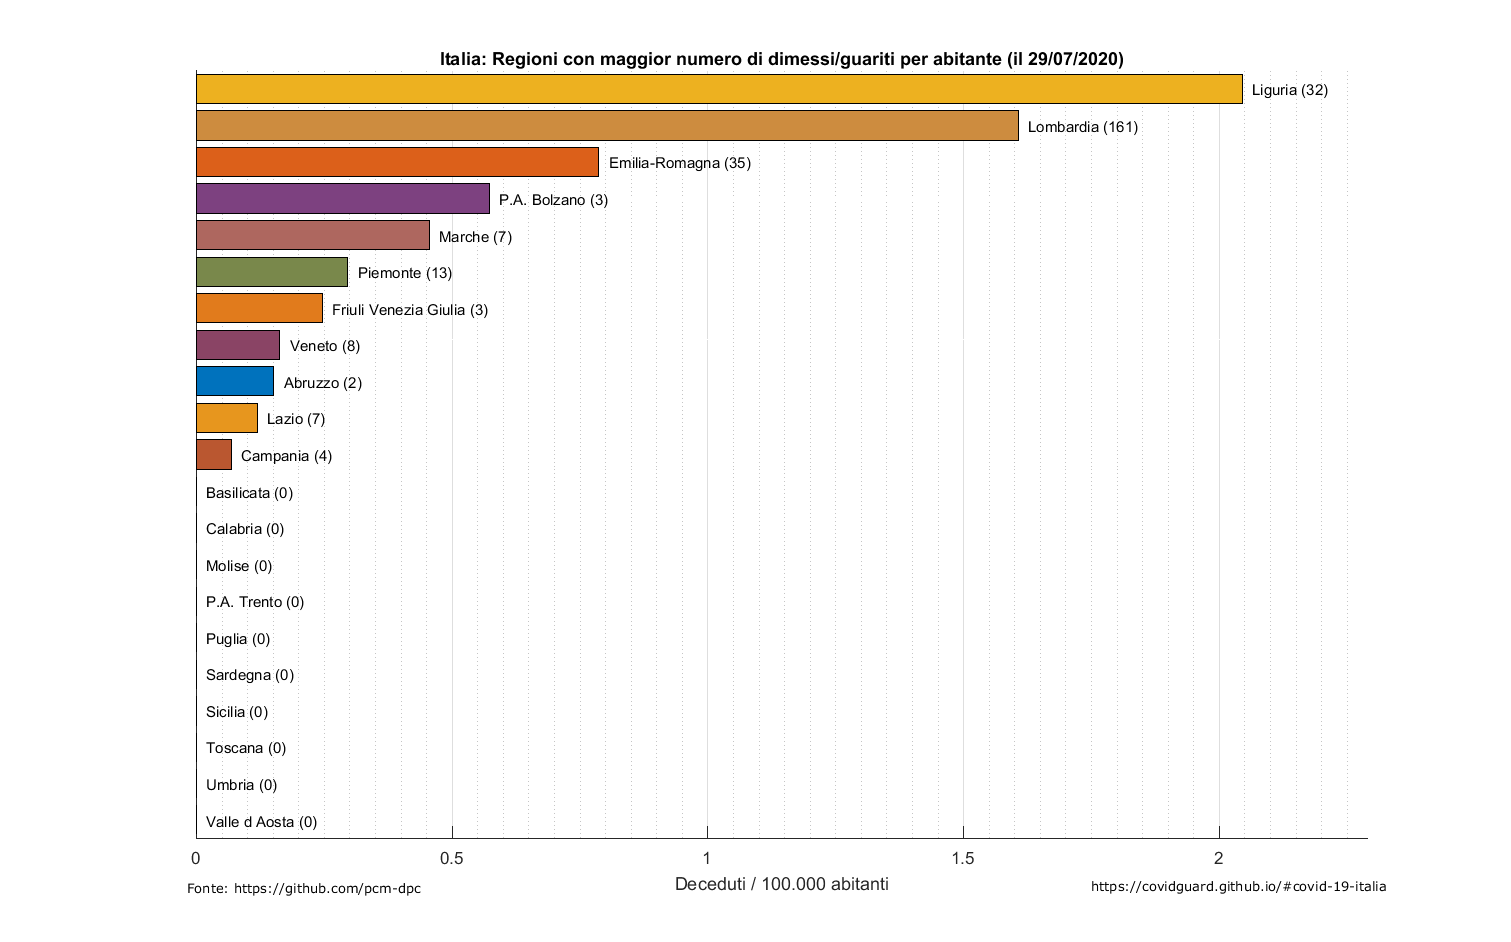 Italia: Regioni con maggior numero di dimessi/guariti per abitante (il 29/07/2020)
Liguria (32)
Lombardia (161)
Emilia-Romagna (35)
P.A. Bolzano (3)
Marche (7)
Piemonte (13)
Friuli Venezia Giulia (3)
Veneto (8)
Abruzzo (2)
Lazio (7)
Campania (4)
Basilicata (0)
Calabria (0)
Molise (0)
P.A. Trento (0)
Puglia (0)
Sardegna (0)
Sicilia (0)
Toscana (0)
Umbria (0)
Valle d Aosta (0)
0 0.5 1 1.5 2
Deceduti / 100.000 abitanti
Fonte: https://github.com/pcm-dpc
https://covidguard.github.io/#covid-19-italia